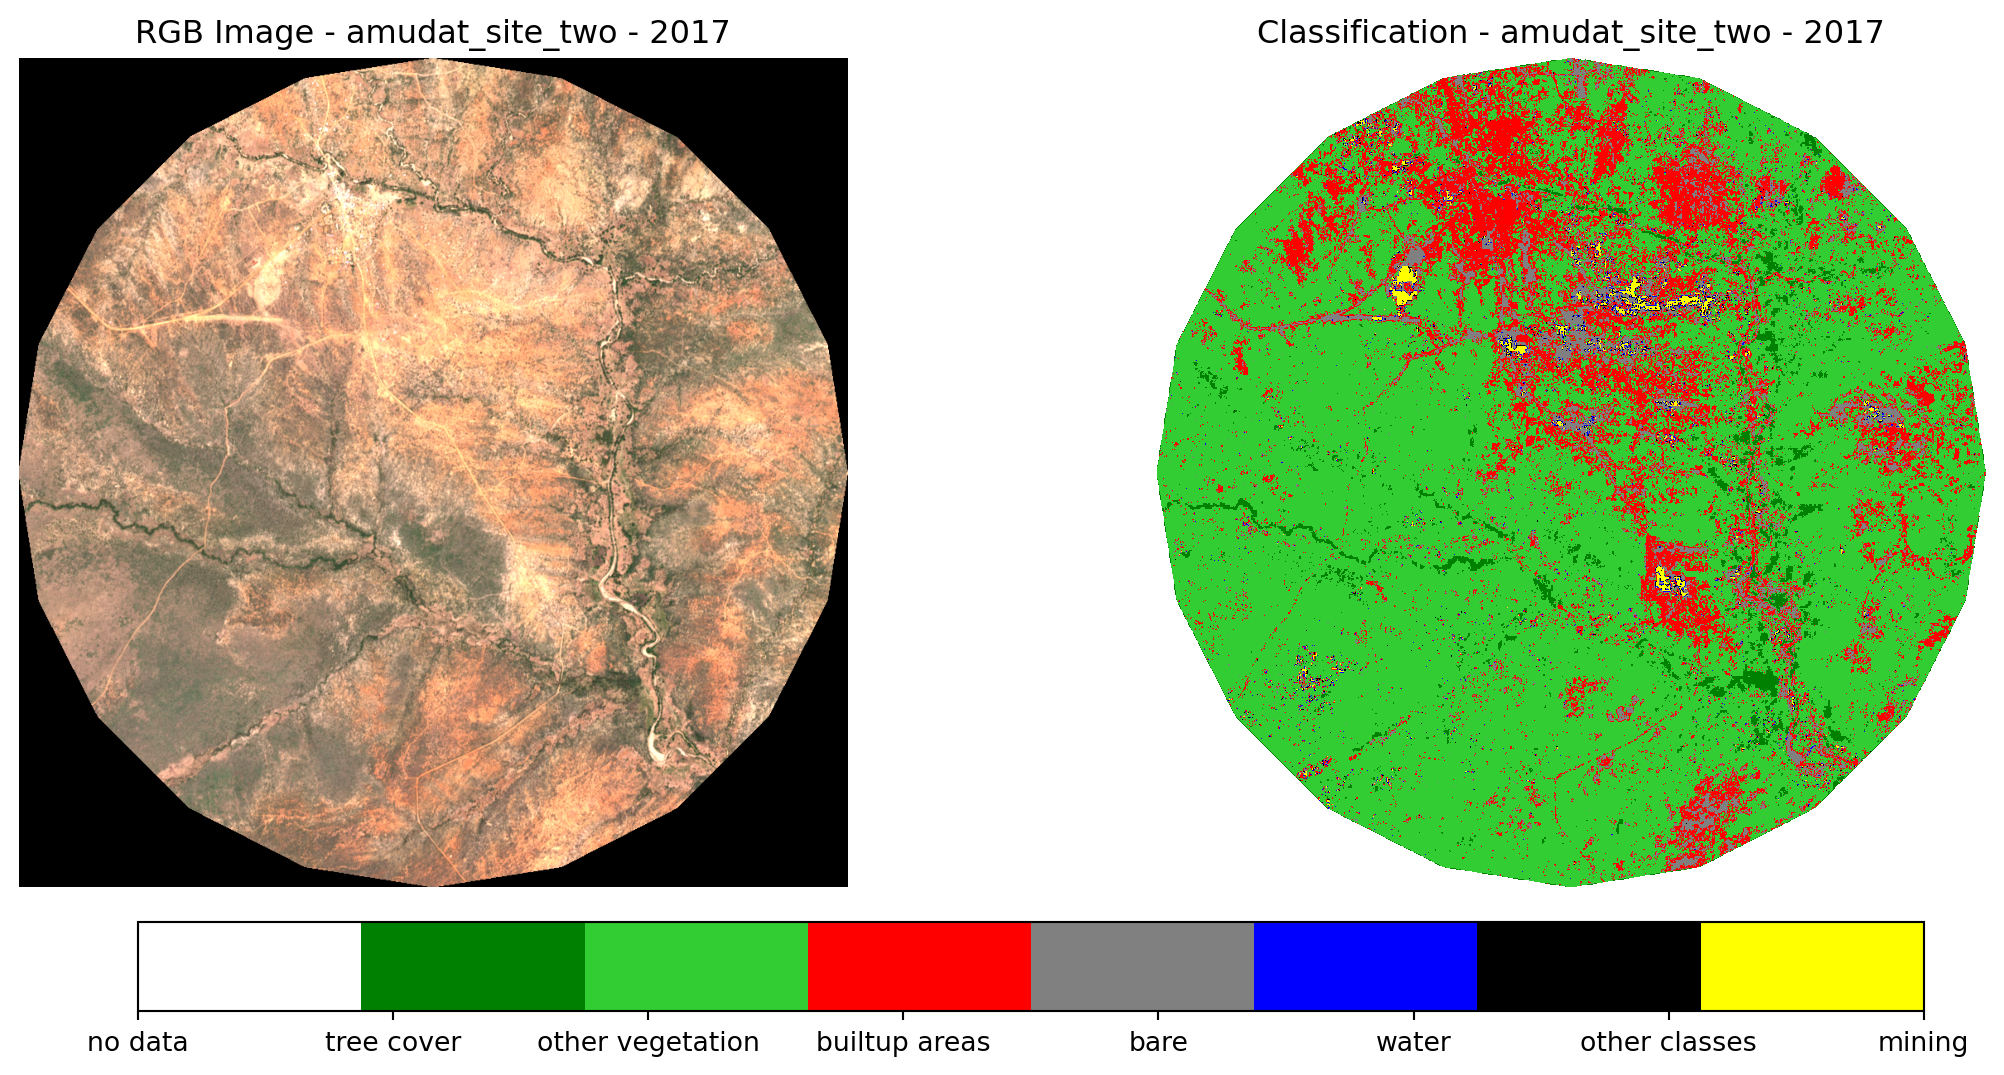 RGB Image - amudat_site_two - 2017
Classification - amudat_site_two - 2017
no data
tree cover
other vegetation
builtup areas
bare
water
other classes
mining